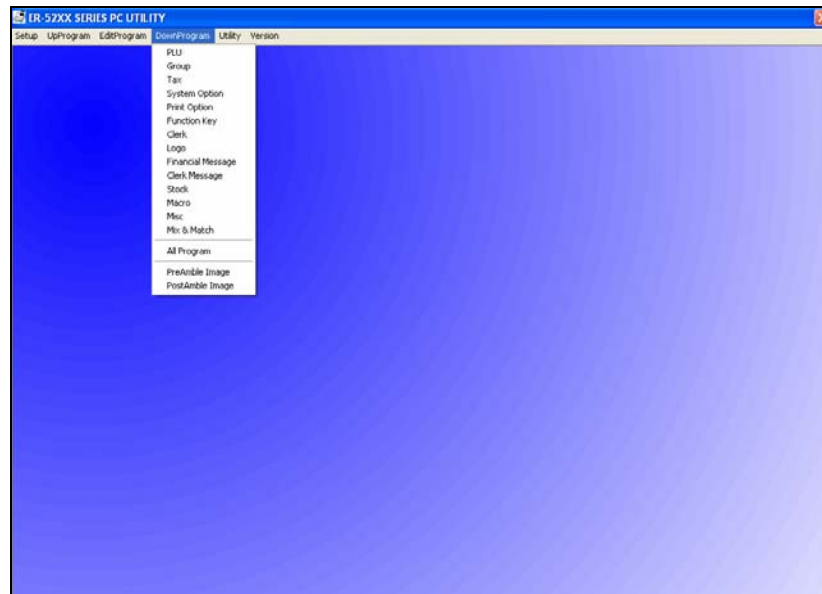 ER-52XX SERIES PC UTILITY
Setup UpProgram EditProgram DownProgram Utility Version
PLU
Group
Tax
System Option
Print Option
Function Key
Clerk
Logo
Financial Message
Clerk Message
Stock
Macro
Misc
Mix & Match
All Program
PreAmble Image
PostAmble Image